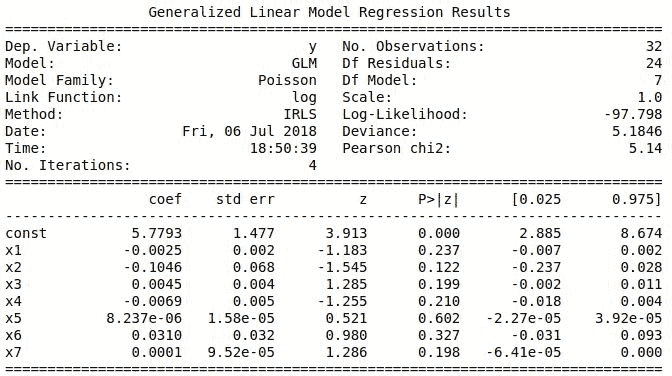 Generalized Linear Model Regression Results
==============================================================================
Dep. Variable:                      y   No. Observations:                   32
Model:                            GLM   Df Residuals:                       24
Model Family:                 Poisson   Df Model:                            7
Link Function:                    log   Scale:                             1.0
Method:                          IRLS   Log-Likelihood:                -97.798
Date:                Fri, 06 Jul 2018   Deviance:                       5.1846
Time:                        18:50:39   Pearson chi2:                     5.14
No. Iterations:                     4
==============================================================================
                 coef    std err          z      P>|z|      [0.025      0.975]
------------------------------------------------------------------------------
const          5.7793      1.477      3.913      0.000       2.885       8.674
x1            -0.0025      0.002     -1.183      0.237      -0.007       0.002
x2            -0.1046      0.068     -1.545      0.122      -0.237       0.028
x3             0.0045      0.004      1.285      0.199      -0.002       0.011
x4            -0.0069      0.005     -1.255      0.210      -0.018       0.004
x5          8.237e-06   1.58e-05      0.521      0.602   -2.27e-05    3.92e-05
x6             0.0310      0.032      0.980      0.327      -0.031       0.093
x7             0.0001   9.52e-05      1.286      0.198   -6.41e-05       0.000
==============================================================================